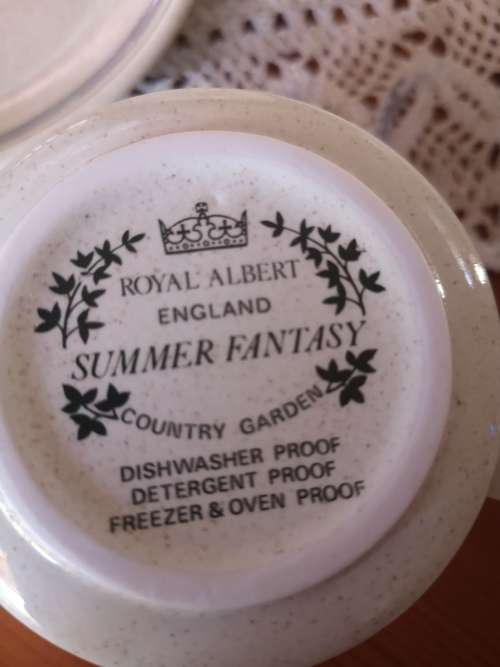 ROYAL ALBERT
ENGLAND
SUMMER FANTASY
COUNTRY GARDEN
DISHWASHER PROOF
DETERGENT PROOF
FREEZER & OVEN PROOF